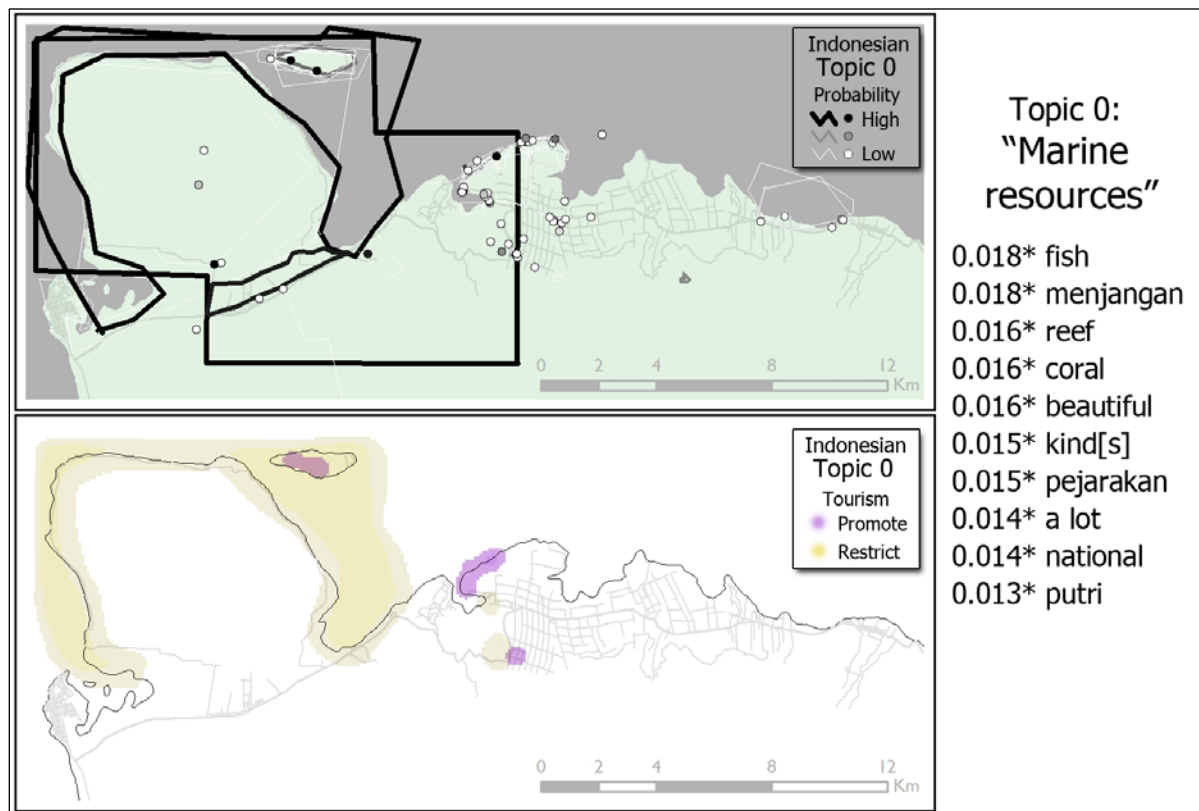 Indonesian
Topic 0
Probability
High
Low
0 2 4 8 12
Km
Indonesian
Topic 0
Tourism
Promote
Restrict
0 2 4 8 12
Km
Topic 0:
“Marine
resources”
0.018* fish
0.018* menjangan
0.016* reef
0.016* coral
0.016* beautiful
0.015* kind[s]
0.015* pejarakan
0.014* a lot
0.014* national
0.013* putri